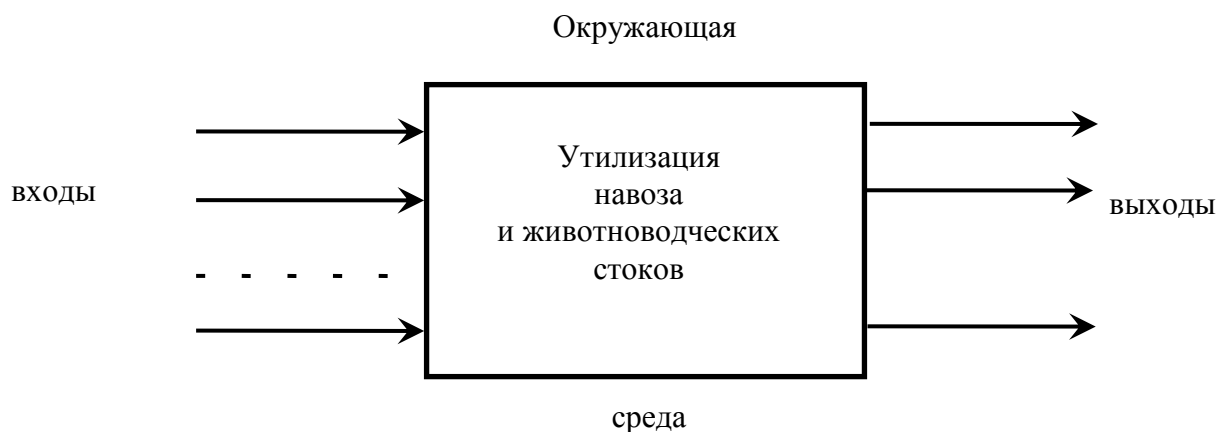 Окружающая
входы
Утилизация
навоза
и животноводческих
стоков
выходы
среда